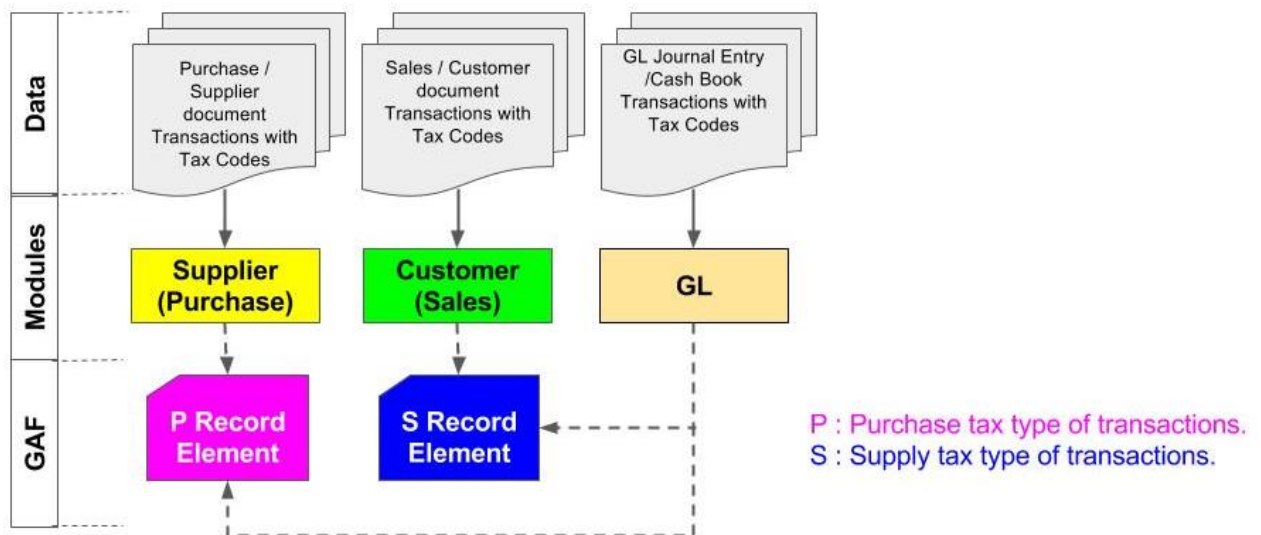 Data
Purchase /
Supplier
document
Transactions with
Tax Codes
Sales / Customer
document
Transactions with
Tax Codes
GL Journal Entry
/Cash Book
Transactions with
Tax Codes
Modules
Supplier
(Purchase)
Customer
(Sales)
GL
GAF
P Record
Element
S Record
Element
P : Purchase tax type of transactions.
S : Supply tax type of transactions.